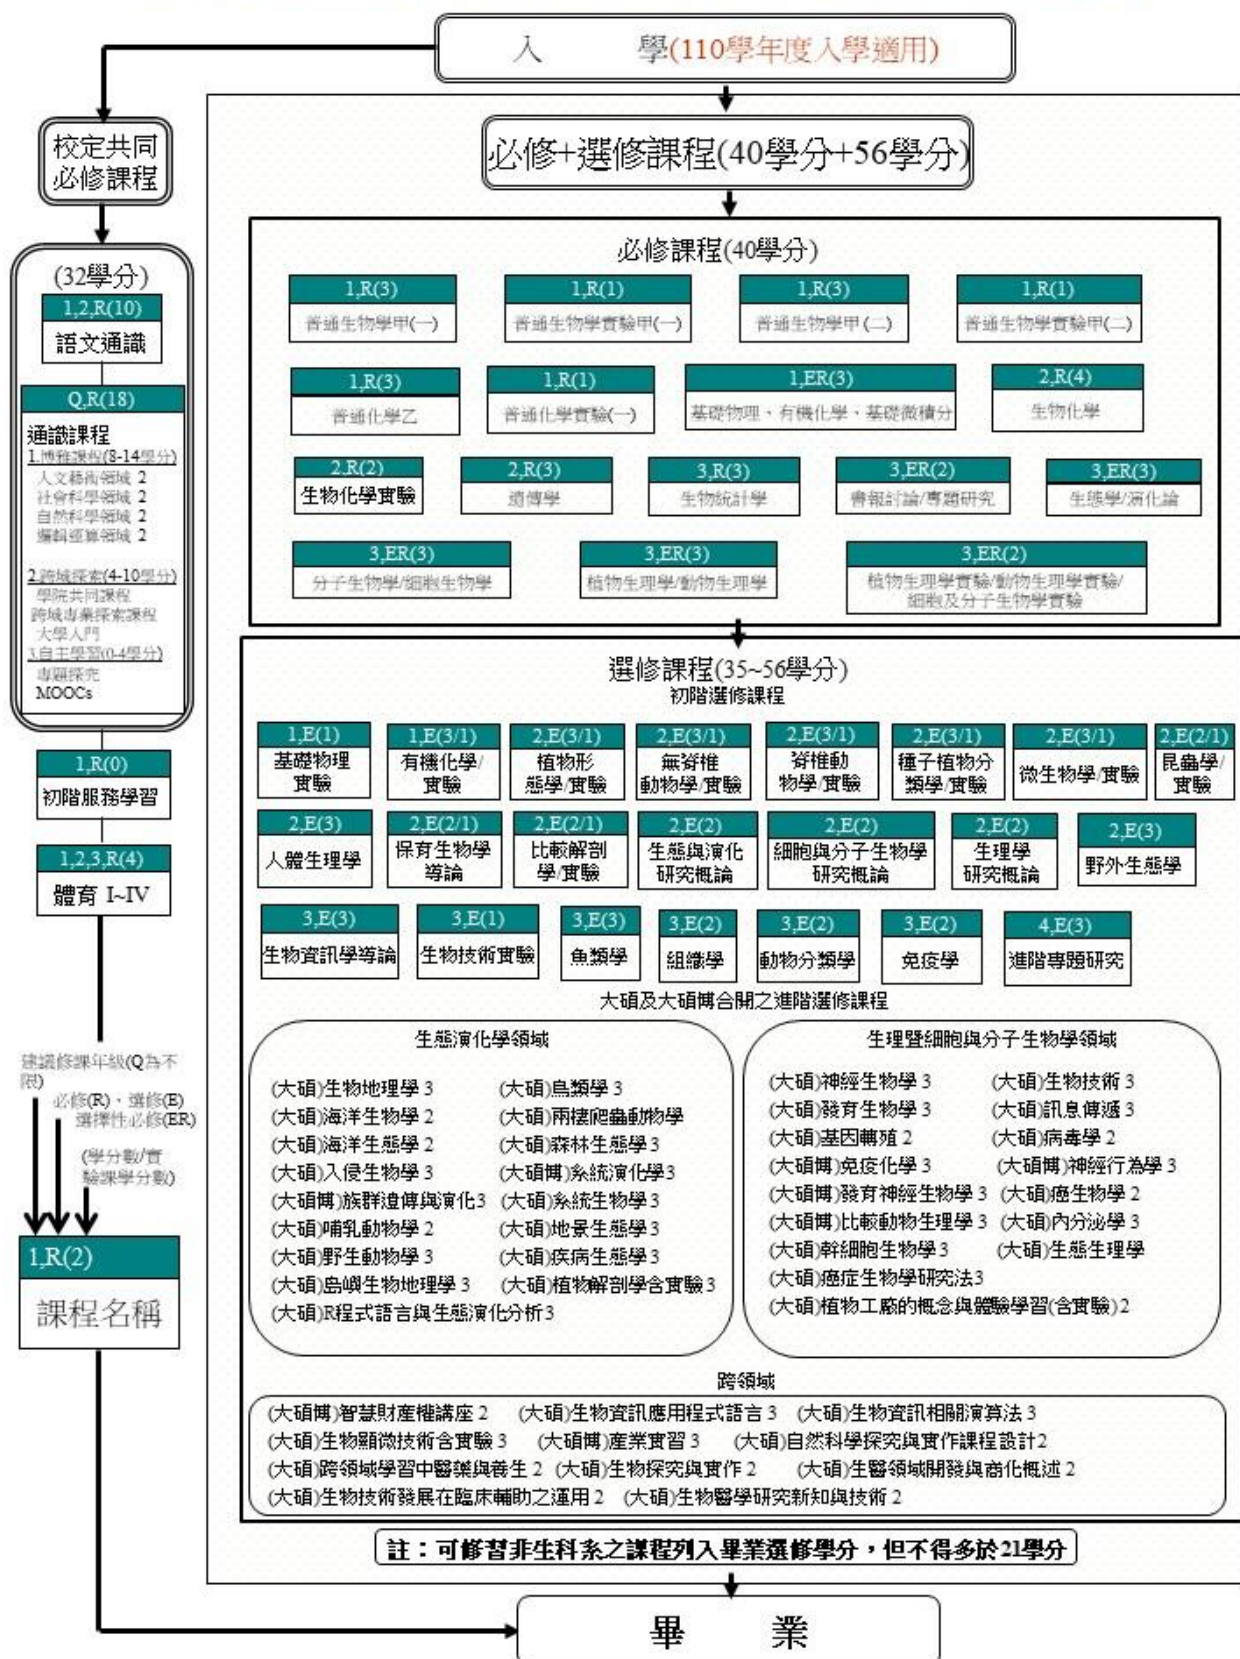 入 學(110學年度入學適用)
校定共同
必修課程
(32學分)
1,2,R(10)
語文通識
Q,R(18)
通識課程
1.博雅課程(8-14學分)
人文藝術領域 2
社會科學領域 2
自然科學領域 2
邏輯運算領域 2
2.跨域探索(4-10學分)
學院共同課程
跨域專業探索課程
大學入門
3.自主學習(0-4學分)
專題探究
MOOCs
1,R(0)
初階服務學習
1,2,3,R(4)
體育 I~IV
建議修課年級(Q為不
限)
必修(R)、選修(E)
選擇性必修(ER)
(學分數/實
驗課學分數)
1,R(2)
課程名稱
必修+選修課程(40學分+56學分)
必修課程(40學分)
1,R(3)
普通生物學甲(一)
1,R(1)
普通生物學實驗甲(一)
1,R(3)
普通生物學甲(二)
1,R(1)
普通生物學實驗甲(二)
1,R(3)
普通化學乙
1,R(1)
普通化學實驗(一)
1,ER(3)
基礎物理、有機化學、基礎微積分
2,R(4)
生物化學
2,R(2)
生物化學實驗
2,R(3)
遺傳學
3,R(3)
生物統計學
3,ER(2)
書報討論/專題研究
3,ER(3)
生態學/演化論
3,ER(3)
分子生物學/細胞生物學
3,ER(3)
植物生理學/動物生理學
3,ER(2)
植物生理學實驗/動物生理學實驗/
細胞及分子生物學實驗
選修課程(35~56學分)
初階選修課程
1,E(1)
基礎物理
實驗
1,E(3/1)
有機化學/
實驗
2,E(3/1)
植物形
態學/實驗
2,E(3/1)
無脊椎
動物學/實驗
2,E(3/1)
脊椎動
物學/實驗
2,E(3/1)
種子植物分
類學/實驗
2,E(3/1)
微生物學/實驗
2,E(2/1)
昆蟲學/
實驗
2,E(3)
人體生理學
2,E(2/1)
保育生物學
導論
2,E(2/1)
比較解剖
學/實驗
2,E(2)
生態與演化
研究概論
2,E(2)
細胞與分子生物學
研究概論
2,E(2)
生理學
研究概論
2,E(3)
野外生態學
3,E(3)
生物資訊學導論
3,E(1)
生物技術實驗
3,E(3)
魚類學
3,E(2)
組織學
3,E(2)
動物分類學
3,E(2)
免疫學
4,E(3)
進階專題研究
大碩及大碩博合開之進階選修課程
生態演化學領域
(大碩)生物地理學 3 (大碩)鳥類學 3
(大碩)海洋生物學 2 (大碩)兩棲爬蟲動物學
(大碩)海洋生態學 2 (大碩)森林生態學3
(大碩)入侵生物學 3 (大碩博)系統演化學3
(大碩博)族群遺傳與演化3 (大碩)系統生物學3
(大碩)哺乳動物學 2 (大碩)地景生態學 3
(大碩)野生動物學 3 (大碩)疾病生態學 3
(大碩)島嶼生物地理學 3 (大碩)植物解剖學含實驗 3
(大碩)R程式語言與生態演化分析3
生理暨細胞與分子生物學領域
(大碩)神經生物學 3 (大碩)生物技術 3
(大碩)發育生物學 3 (大碩)訊息傳遞 3
(大碩)基因轉殖 2 (大碩)病毒學 2
(大碩博)免疫化學 3 (大碩博)神經行為學 3
(大碩博)發育神經生物學 3 (大碩)癌生物學 2
(大碩博)比較動物生理學 3 (大碩)內分泌學 3
(大碩)幹細胞生物學 3 (大碩)生態生理學
(大碩)癌症生物學研究法3
(大碩)植物工廠的概念與體驗學習(含實驗) 2
跨領域
(大碩博)智慧財產權講座 2 (大碩)生物資訊應用程式語言 3 (大碩)生物資訊相關演算法 3
(大碩)生物顯微技術含實驗 3 (大碩博)產業實習 3 (大碩)自然科學探究與實作課程設計2
(大碩)跨領域學習中醫藥與養生 2 (大碩)生物探究與實作 2 (大碩)生醫領域開發與商化概述 2
(大碩)生物技術發展在臨床輔助之運用 2 (大碩)生物醫學研究新知與技術 2
註：可修習非生科系之課程列入畢業選修學分，但不得多於21學分
畢 業